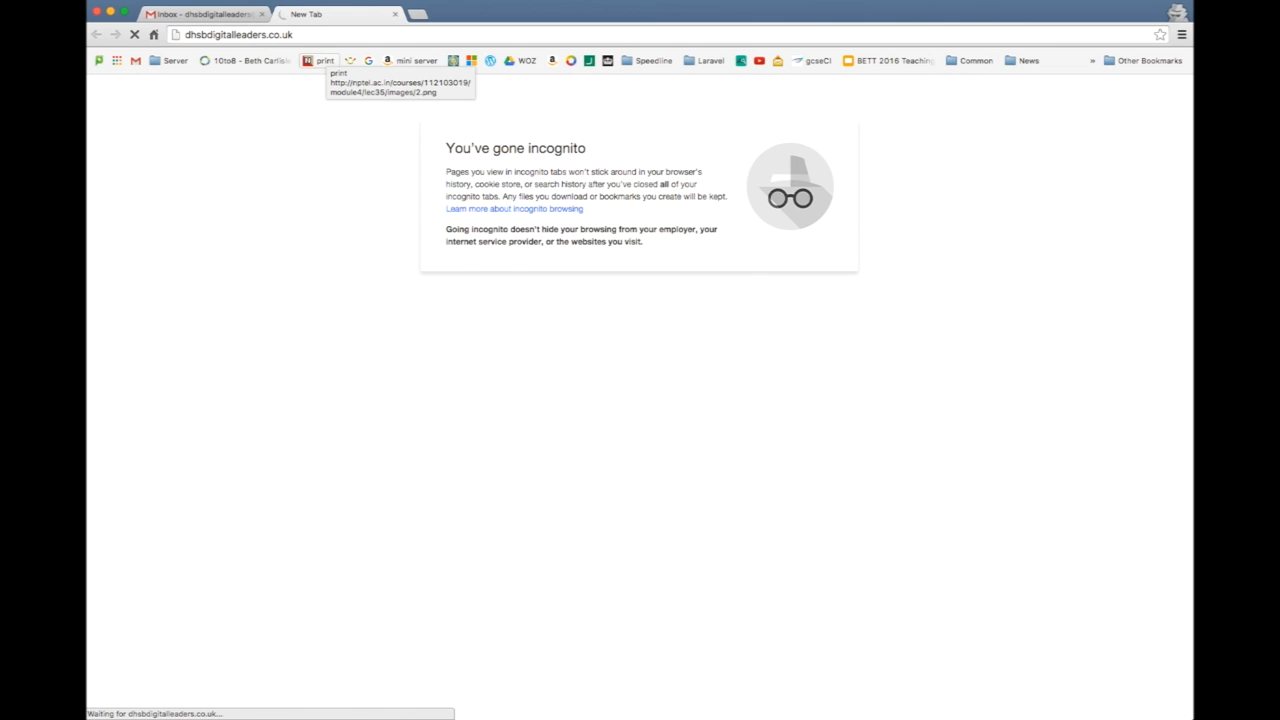 Inbox - dhsbdigitalleaders
New Tab
dhsbdigitalleaders.co.uk
Server
10to8 - Beth Carlisle
print
mini server
WOZ
Speedline
Laravel
gcseCI
BETT 2016 Teaching
Common
News
»
Other Bookmarks
print
http://nptel.ac.in/courses/112103019/
module4/lec35/images/2.png
You've gone incognito
Pages you view in incognito tabs won't stick around in your browser's
history, cookie store, or search history after you've closed all of your
incognito tabs. Any files you download or bookmarks you create will be kept.
Learn more about incognito browsing
Going incognito doesn't hide your browsing from your employer, your
internet service provider, or the websites you visit.
Waiting for dhsbdigitalleaders.co.uk...